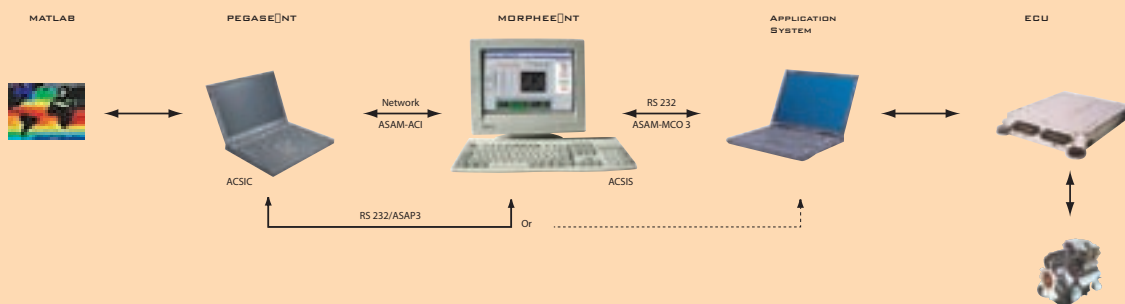 MATLAB
PEGASE▯NT
MORPHEE▯NT
APPLICATION
SYSTEM
ECU
Network
ASAM-ACI
RS 232
ASAM-MCO 3
ACSIC
ACSIS
RS 232/ASAP3
Or